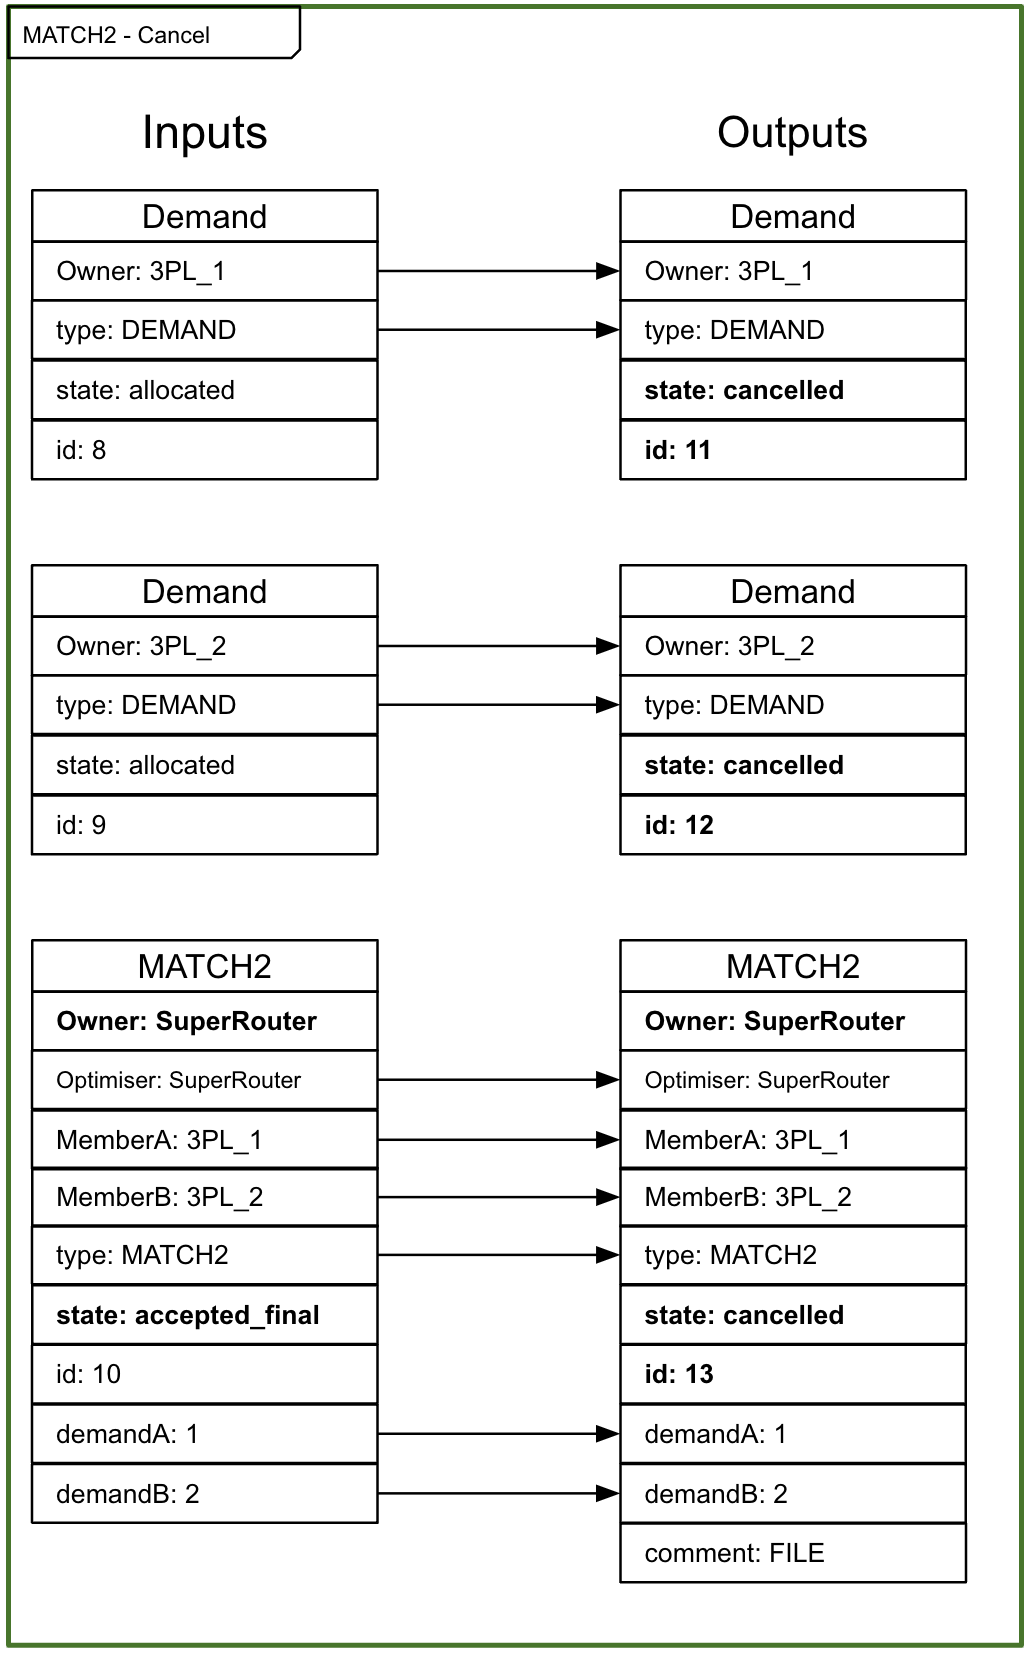 MATCH2 - Cancel
Inputs
Outputs
Demand
Owner: 3PL_1
type: DEMAND
state: allocated
id: 8
Demand
Owner: 3PL_1
type: DEMAND
state: cancelled
id: 11
Demand
Owner: 3PL_2
type: DEMAND
state: allocated
id: 9
Demand
Owner: 3PL_2
type: DEMAND
state: cancelled
id: 12
MATCH2
Owner: SuperRouter
Optimiser: SuperRouter
MemberA: 3PL_1
MemberB: 3PL_2
type: MATCH2
state: accepted_final
id: 10
demandA: 1
demandB: 2
MATCH2
Owner: SuperRouter
Optimiser: SuperRouter
MemberA: 3PL_1
MemberB: 3PL_2
type: MATCH2
state: cancelled
id: 13
demandA: 1
demandB: 2
comment: FILE